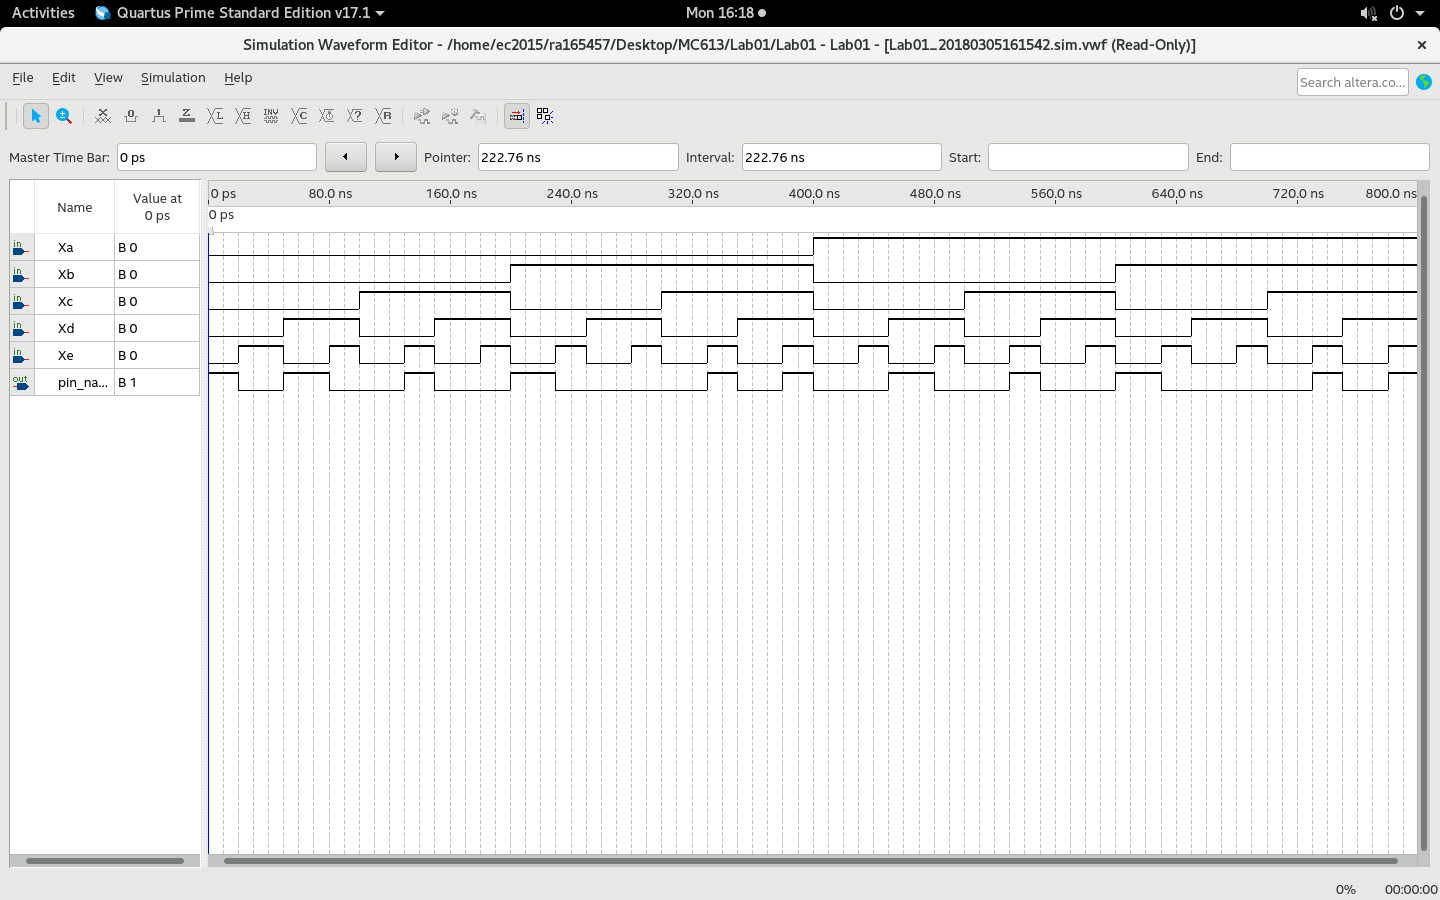 Activities Quartus Prime Standard Edition v17.1 Mon 16:18
Simulation Waveform Editor - /home/ec2015/ra165457/Desktop/MC613/Lab01/Lab01 - Lab01 - [Lab01_20180305161542.sim.vwf (Read-Only)]
File Edit View Simulation Help Search altera.co...
Master Time Bar: 0 ps Pointer: 222.76 ns Interval: 222.76 ns Start: End:
Name Value at 0 ps
0 ps 80.0 ns 160.0 ns 240.0 ns 320.0 ns 400.0 ns 480.0 ns 560.0 ns 640.0 ns 720.0 ns 800.0 ns
0 ps
in Xa B 0
in Xb B 0
in Xc B 0
in Xd B 0
in Xe B 0
out pin_na... B 1
0% 00:00:00